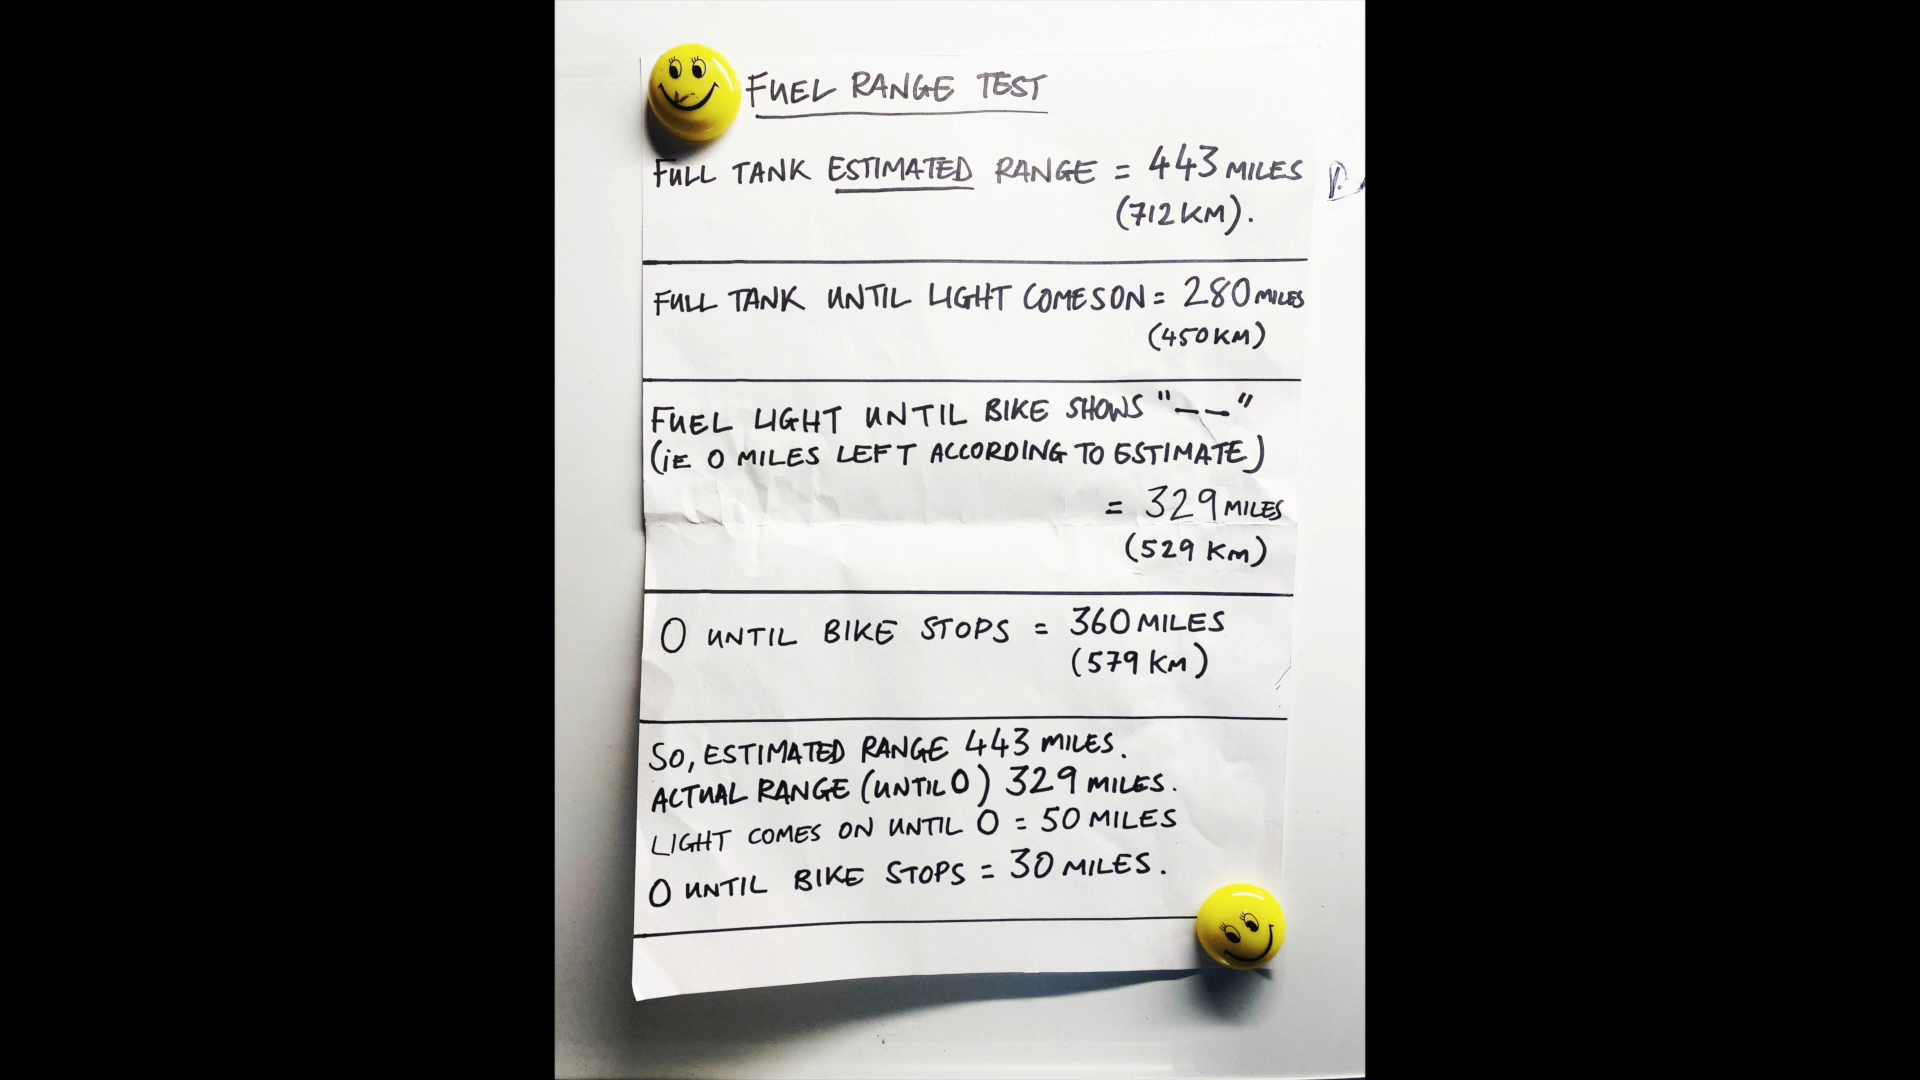 FUEL RANGE TEST
FULL TANK ESTIMATED RANGE = 443 MILES
(712 KM).
FULL TANK UNTIL LIGHT COMES ON = 280 MILES
(450 KM)
FUEL LIGHT UNTIL BIKE SHOWS "__"
(iE 0 MILES LEFT ACCORDING TO ESTIMATE)
= 329 MILES
(529 KM)
0 UNTIL BIKE STOPS = 360 MILES
(579 KM)
SO, ESTIMATED RANGE 443 MILES.
ACTUAL RANGE (UNTIL 0) 329 MILES.
LIGHT COMES ON UNTIL 0 = 50 MILES
0 UNTIL BIKE STOPS = 30 MILES.